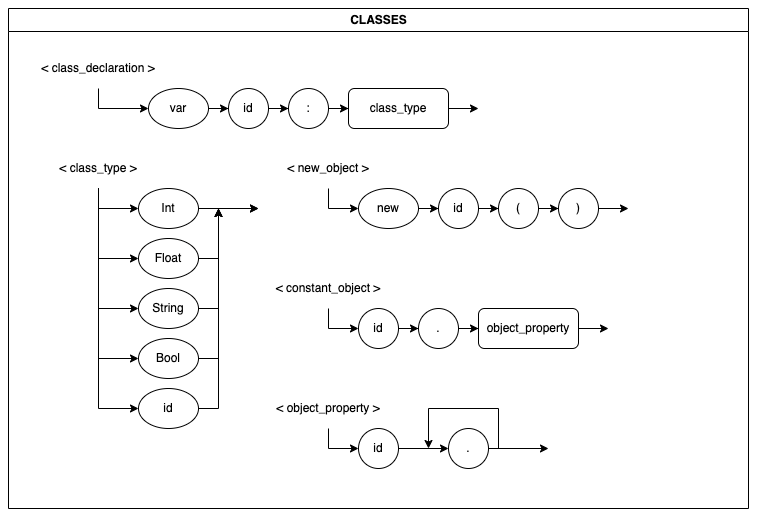 CLASSES
< class_declaration >
var id : class_type
< class_type >
Int
Float
String
Bool
id
< new_object >
new id ( )
< constant_object >
id . object_property
< object_property >
id .